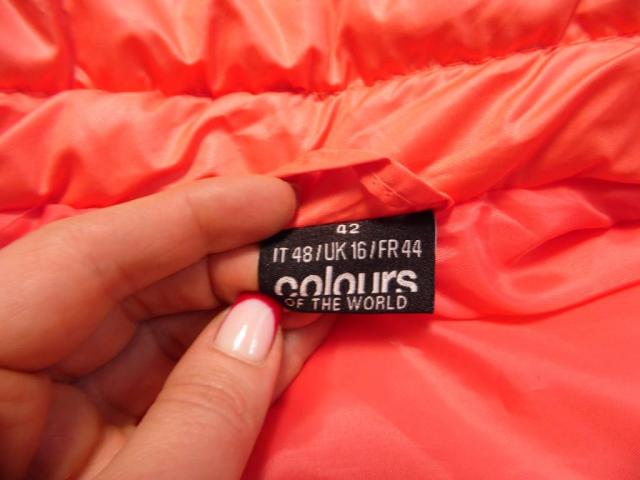 42
IT 48/UK 16/FR 44
colours
OF THE WORLD